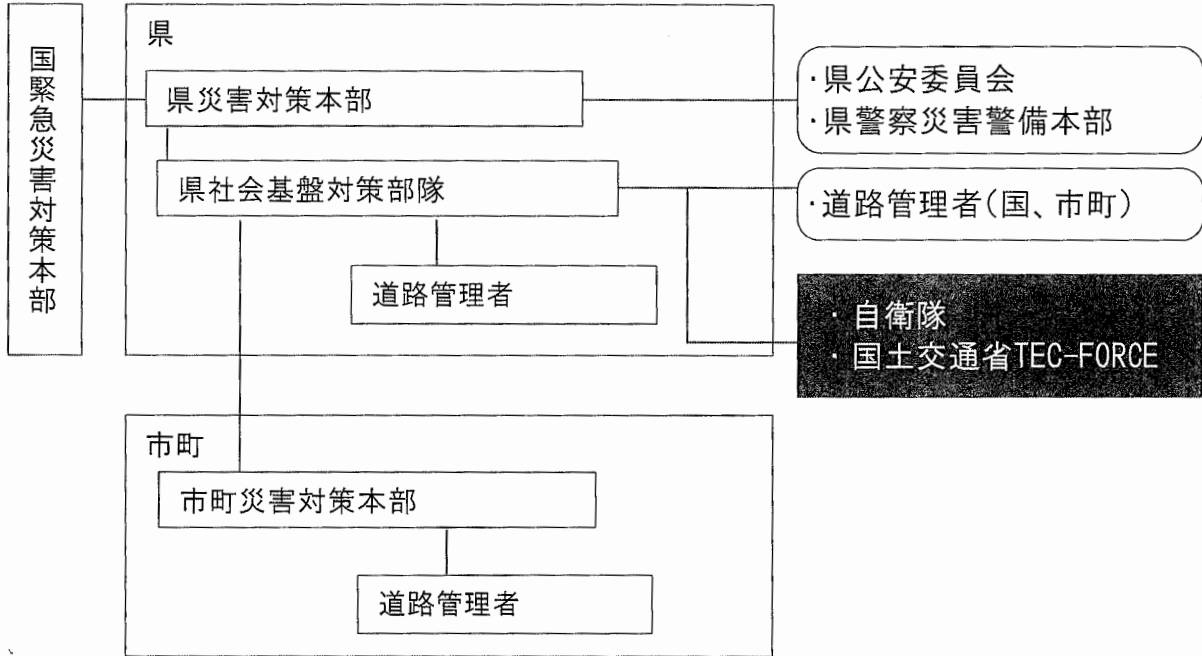 国緊急災害対策本部
県
県災害対策本部
・県公安委員会
・県警察災害警備本部
県社会基盤対策部隊
・道路管理者(国、市町)
道路管理者
・自衛隊
・国土交通省TEC-FORCE
市町
市町災害対策本部
道路管理者